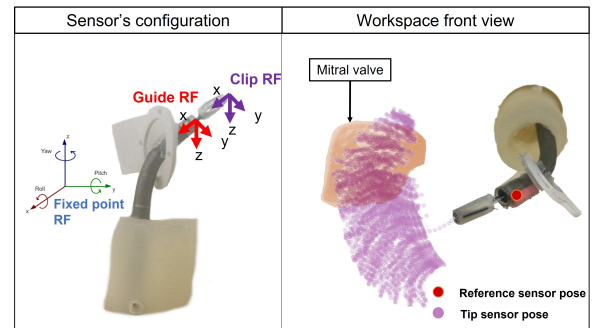 Sensor's configuration
Workspace front view
Clip RF
Guide RF
x
y
z
x
y
z
Mitral valve
z
Yaw
Pitch
y
Roll
x
Fixed point
RF
Reference sensor pose
Tip sensor pose